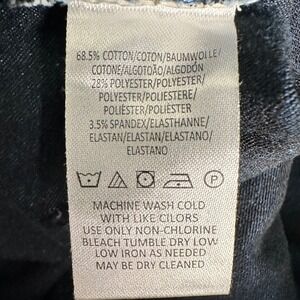 68.5% COTTON/COTON/BAUMWOLLE/
COTONE/ALGOTOÃO/ALGODÓN
28% POLYESTER/POLYESTER/
POLYESTER/POLIESTERE/
POLIÉSTER/POLIÈSTER
3.5% SPANDEX/ELASTHANNE/
ELASTAN/ELASTAN/ELASTANO/
ELASTANO
P
MACHINE WASH COLD
WITH LIKE CILORS
USE ONLY NON-CHLORINE
BLEACH TUMBLE DRY LOW
LOW IRON AS NEEDED
MAY BE DRY CLEANED